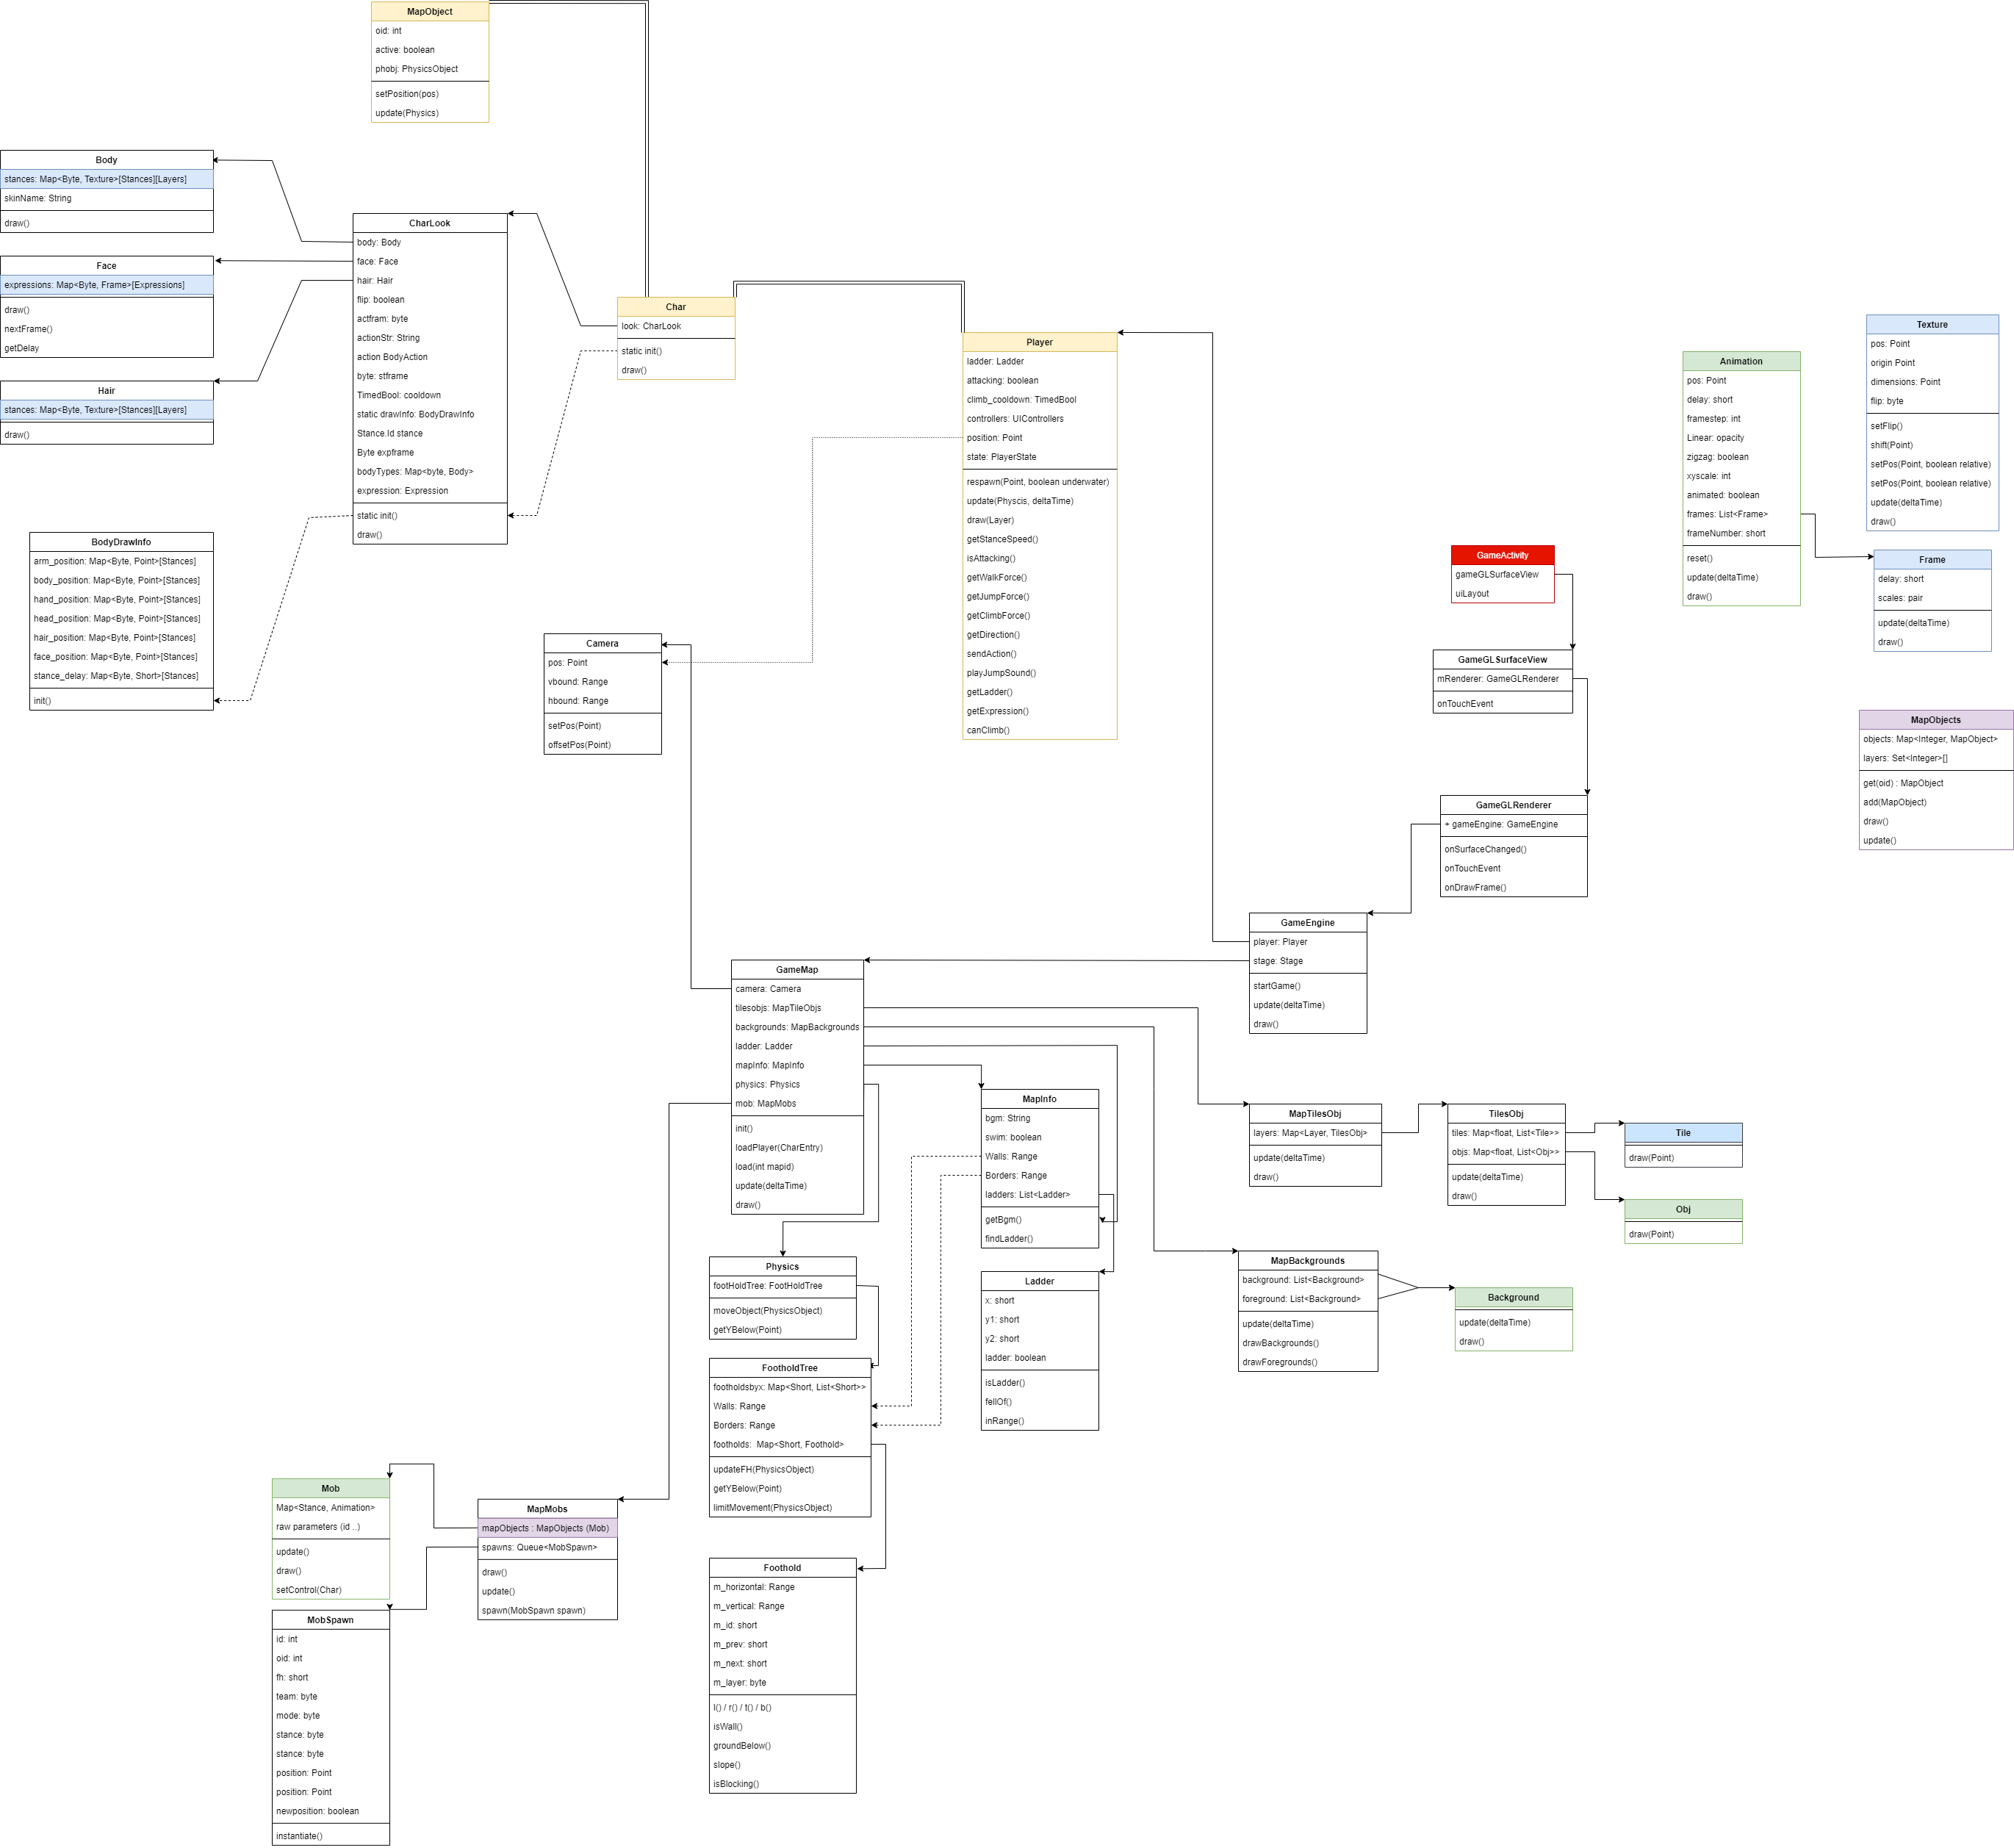 MapObject
oid: int
active: boolean
phobj: PhysicsObject
setPosition(pos)
update(Physics)
Body
stances: Map<Byte, Texture>[Stances][Layers]
skinName: String
draw()
Face
expressions: Map<Byte, Frame>[Expressions]
draw()
nextFrame()
getDelay
Hair
stances: Map<Byte, Texture>[Stances][Layers]
draw()
BodyDrawInfo
arm_position: Map<Byte, Point>[Stances]
body_position: Map<Byte, Point>[Stances]
hand_position: Map<Byte, Point>[Stances]
head_position: Map<Byte, Point>[Stances]
hair_position: Map<Byte, Point>[Stances]
face_position: Map<Byte, Point>[Stances]
stance_delay: Map<Byte, Short>[Stances]
init()
CharLook
body: Body
face: Face
hair: Hair
flip: boolean
actfram: byte
actionStr: String
action BodyAction
byte: stframe
TimedBool: cooldown
static drawInfo: BodyDrawInfo
Stance.Id stance
Byte expframe
bodyTypes: Map<byte, Body>
expression: Expression
static init()
draw()
Char
look: CharLook
static init()
draw()
Player
ladder: Ladder
attacking: boolean
climb_cooldown: TimedBool
controllers: UIControllers
position: Point
state: PlayerState
respawn(Point, boolean underwater)
update(Physcis, deltaTime)
draw(Layer)
getStanceSpeed()
isAttacking()
getWalkForce()
getJumpForce()
getClimbForce()
getDirection()
sendAction()
playJumpSound()
getLadder()
getExpression()
canClimb()
Camera
pos: Point
vbound: Range
hbound: Range
setPos(Point)
offsetPos(Point)
Texture
pos: Point
origin Point
dimensions: Point
flip: byte
setFlip()
shift(Point)
setPos(Point, boolean relative)
setPos(Point, boolean relative)
update(deltaTime)
draw()
Animation
pos: Point
delay: short
framestep: int
Linear: opacity
zigzag: boolean
xyscale: int
animated: boolean
frames: List<Frame>
frameNumber: short
reset()
update(deltaTime)
draw()
Frame
delay: short
scales: pair
update(deltaTime)
draw()
GameActivity
gameGLSurfaceView
uiLayout
GameGLSurfaceView
mRenderer: GameGLRenderer
onTouchEvent
MapObjects
objects: Map<Integer, MapObject>
layers: Set<Integer>[]
get(oid) : MapObject
add(MapObject)
draw()
update()
GameGLRenderer
+ gameEngine: GameEngine
onSurfaceChanged()
onTouchEvent
onDrawFrame()
GameEngine
player: Player
stage: Stage
startGame()
update(deltaTime)
draw()
GameMap
camera: Camera
tilesobjs: MapTileObjs
backgrounds: MapBackgrounds
ladder: Ladder
mapInfo: MapInfo
physics: Physics
mob: MapMobs
init()
loadPlayer(CharEntry)
load(int mapid)
update(deltaTime)
draw()
MapInfo
bgm: String
swim: boolean
Walls: Range
Borders: Range
ladders: List<Ladder>
getBgm()
findLadder()
MapTilesObj
layers: Map<Layer, TilesObj>
update(deltaTime)
draw()
TilesObj
tiles: Map<float, List<Tile>>
objs: Map<float, List<Obj>>
update(deltaTime)
draw()
Tile
draw(Point)
Obj
draw(Point)
Physics
footHoldTree: FootHoldTree
moveObject(PhysicsObject)
getYBelow(Point)
Ladder
x: short
y1: short
y2: short
ladder: boolean
isLadder()
fellOf()
inRange()
MapBackgrounds
background: List<Background>
foreground: List<Background>
update(deltaTime)
drawBackgrounds()
drawForegrounds()
Background
update(deltaTime)
draw()
FootholdTree
footholdsbyx: Map<Short, List<Short>>
Walls: Range
Borders: Range
footholds:  Map<Short, Foothold>
updateFH(PhysicsObject)
getYBelow(Point)
limitMovement(PhysicsObject)
Mob
Map<Stance, Animation>
raw parameters (id ..)
update()
draw()
setControl(Char)
MapMobs
mapObjects : MapObjects (Mob)
spawns: Queue<MobSpawn>
draw()
update()
spawn(MobSpawn spawn)
Foothold
m_horizontal: Range
m_vertical: Range
m_id: short
m_prev: short
m_next: short
m_layer: byte
l() / r() / t() / b()
isWall()
groundBelow()
slope()
isBlocking()
MobSpawn
id: int
oid: int
fh: short
team: byte
mode: byte
stance: byte
stance: byte
position: Point
position: Point
newposition: boolean
instantiate()